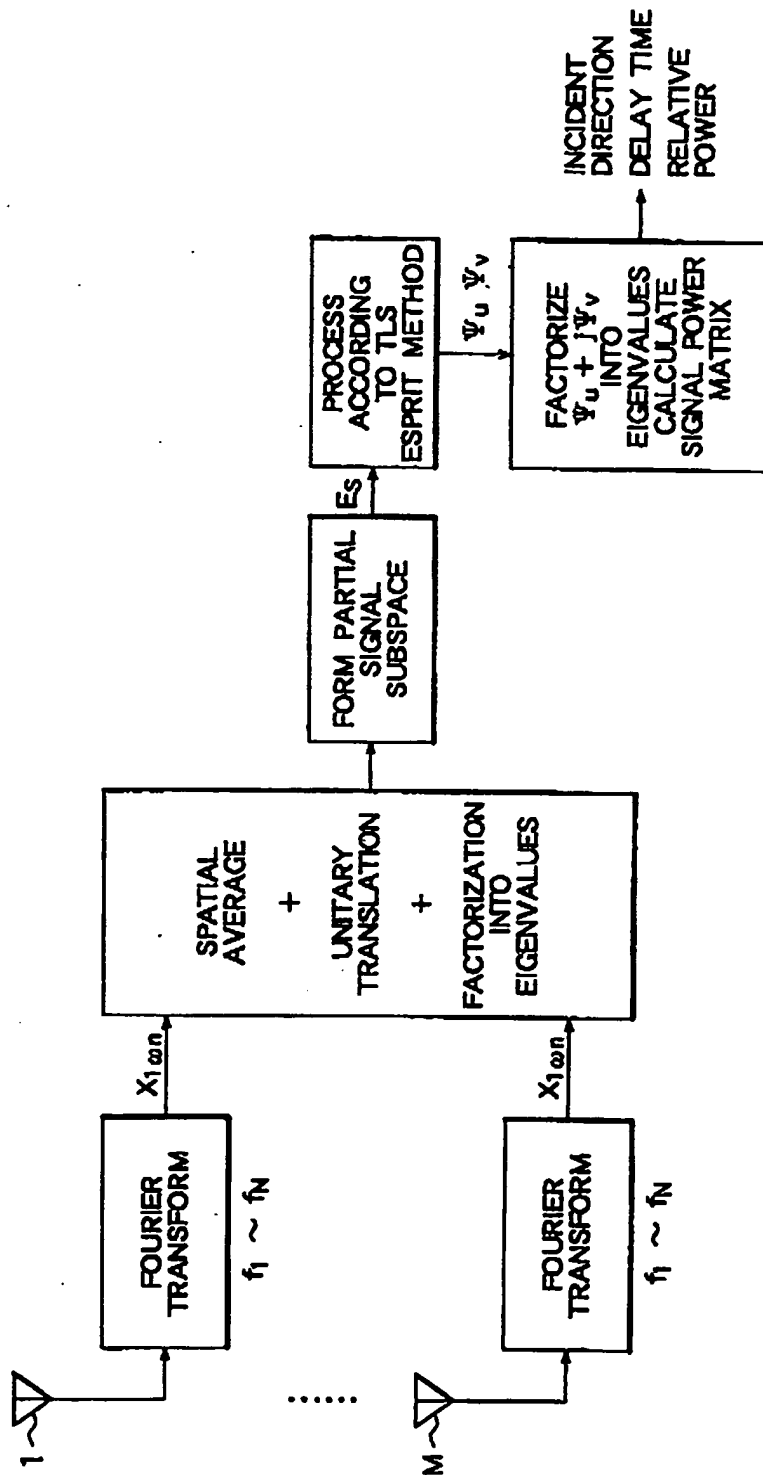 1
FOURIER
TRANSFORM
f1 ~ fN
X1ωn
......
M
FOURIER
TRANSFORM
f1 ~ fN
X1ωn
SPATIAL
AVERAGE
+
UNITARY
TRANSLATION
+
FACTORIZATION
INTO
EIGENVALUES
FORM PARTIAL
SIGNAL
SUBSPACE
ES
PROCESS
ACCORDING
TO TLS
ESPRIT METHOD
Ψu ,Ψv
FACTORIZE
Ψu + jΨv
INTO
EIGENVALUES
CALCULATE
SIGNAL POWER
MATRIX
INCIDENT
DIRECTION
DELAY TIME
RELATIVE
POWER